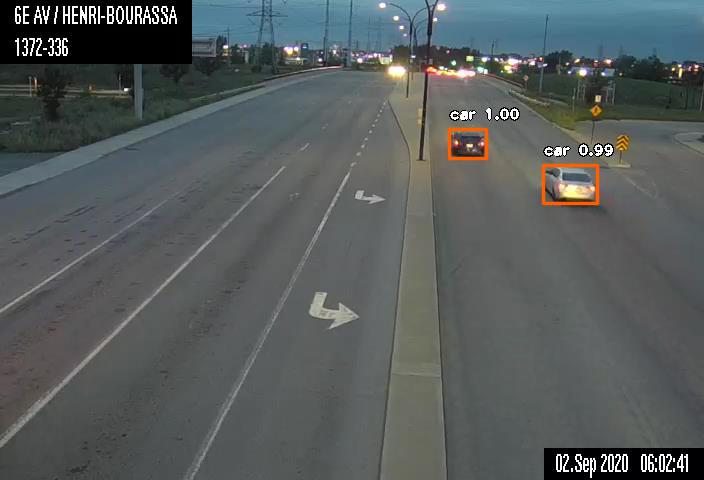 6E AV / HENRI-BOURASSA
1372-336
car 1.00
car 0.99
02.Sep 2020 06:02:41